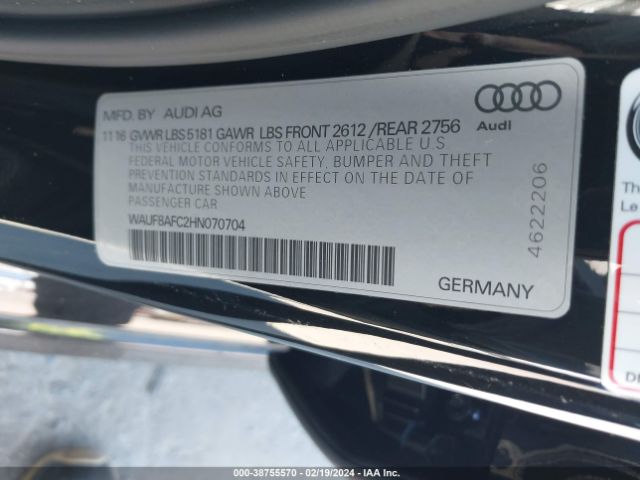 MFD. BY AUDI AG
11 16 GVWR LBS 5181 GAWR LBS FRONT 2612 /REAR 2756
THIS VEHICLE CONFORMS TO ALL APPLICABLE U S
FEDERAL MOTOR VEHICLE SAFETY, BUMPER AND THEFT
PREVENTION STANDARDS IN EFFECT ON THE DATE OF
MANUFACTURE SHOWN ABOVE
PASSENGER CAR
WAUF8AFC2HN070704
GERMANY
Audi
4622206
Le
000-38755570 - 02/19/2024 - IAA Inc.